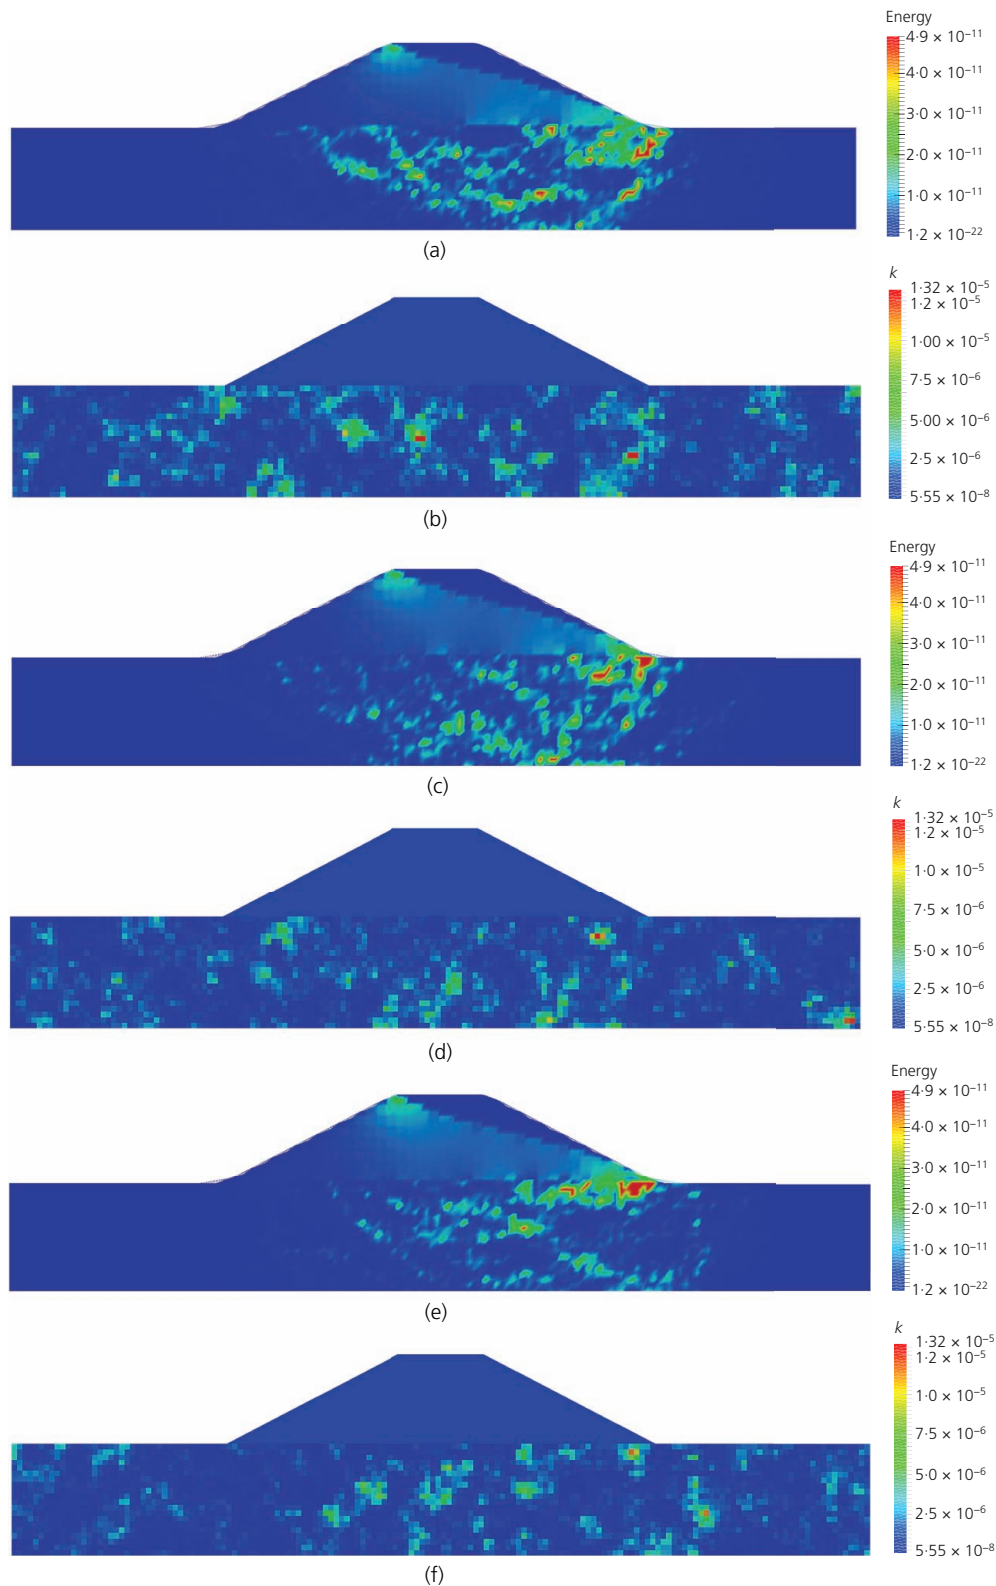 Energy
4·9 × 10⁻¹¹
4·0 × 10⁻¹¹
3·0 × 10⁻¹¹
2·0 × 10⁻¹¹
1·0 × 10⁻¹¹
1·2 × 10⁻²²
(a)
k
1·32 × 10⁻⁵
1·2 × 10⁻⁵
1·00 × 10⁻⁵
7·5 × 10⁻⁶
5·00 × 10⁻⁶
2·5 × 10⁻⁶
5·55 × 10⁻⁸
(b)
Energy
4·9 × 10⁻¹¹
4·0 × 10⁻¹¹
3·0 × 10⁻¹¹
2·0 × 10⁻¹¹
1·0 × 10⁻¹¹
1·2 × 10⁻²²
(c)
k
1·32 × 10⁻⁵
1·2 × 10⁻⁵
1·0 × 10⁻⁵
7·5 × 10⁻⁶
5·0 × 10⁻⁶
2·5 × 10⁻⁶
5·55 × 10⁻⁸
(d)
Energy
4·9 × 10⁻¹¹
4·0 × 10⁻¹¹
3·0 × 10⁻¹¹
2·0 × 10⁻¹¹
1·0 × 10⁻¹¹
1·2 × 10⁻²²
(e)
k
1·32 × 10⁻⁵
1·2 × 10⁻⁵
1·0 × 10⁻⁵
7·5 × 10⁻⁶
5·0 × 10⁻⁶
2·5 × 10⁻⁶
5·55 × 10⁻⁸
(f)